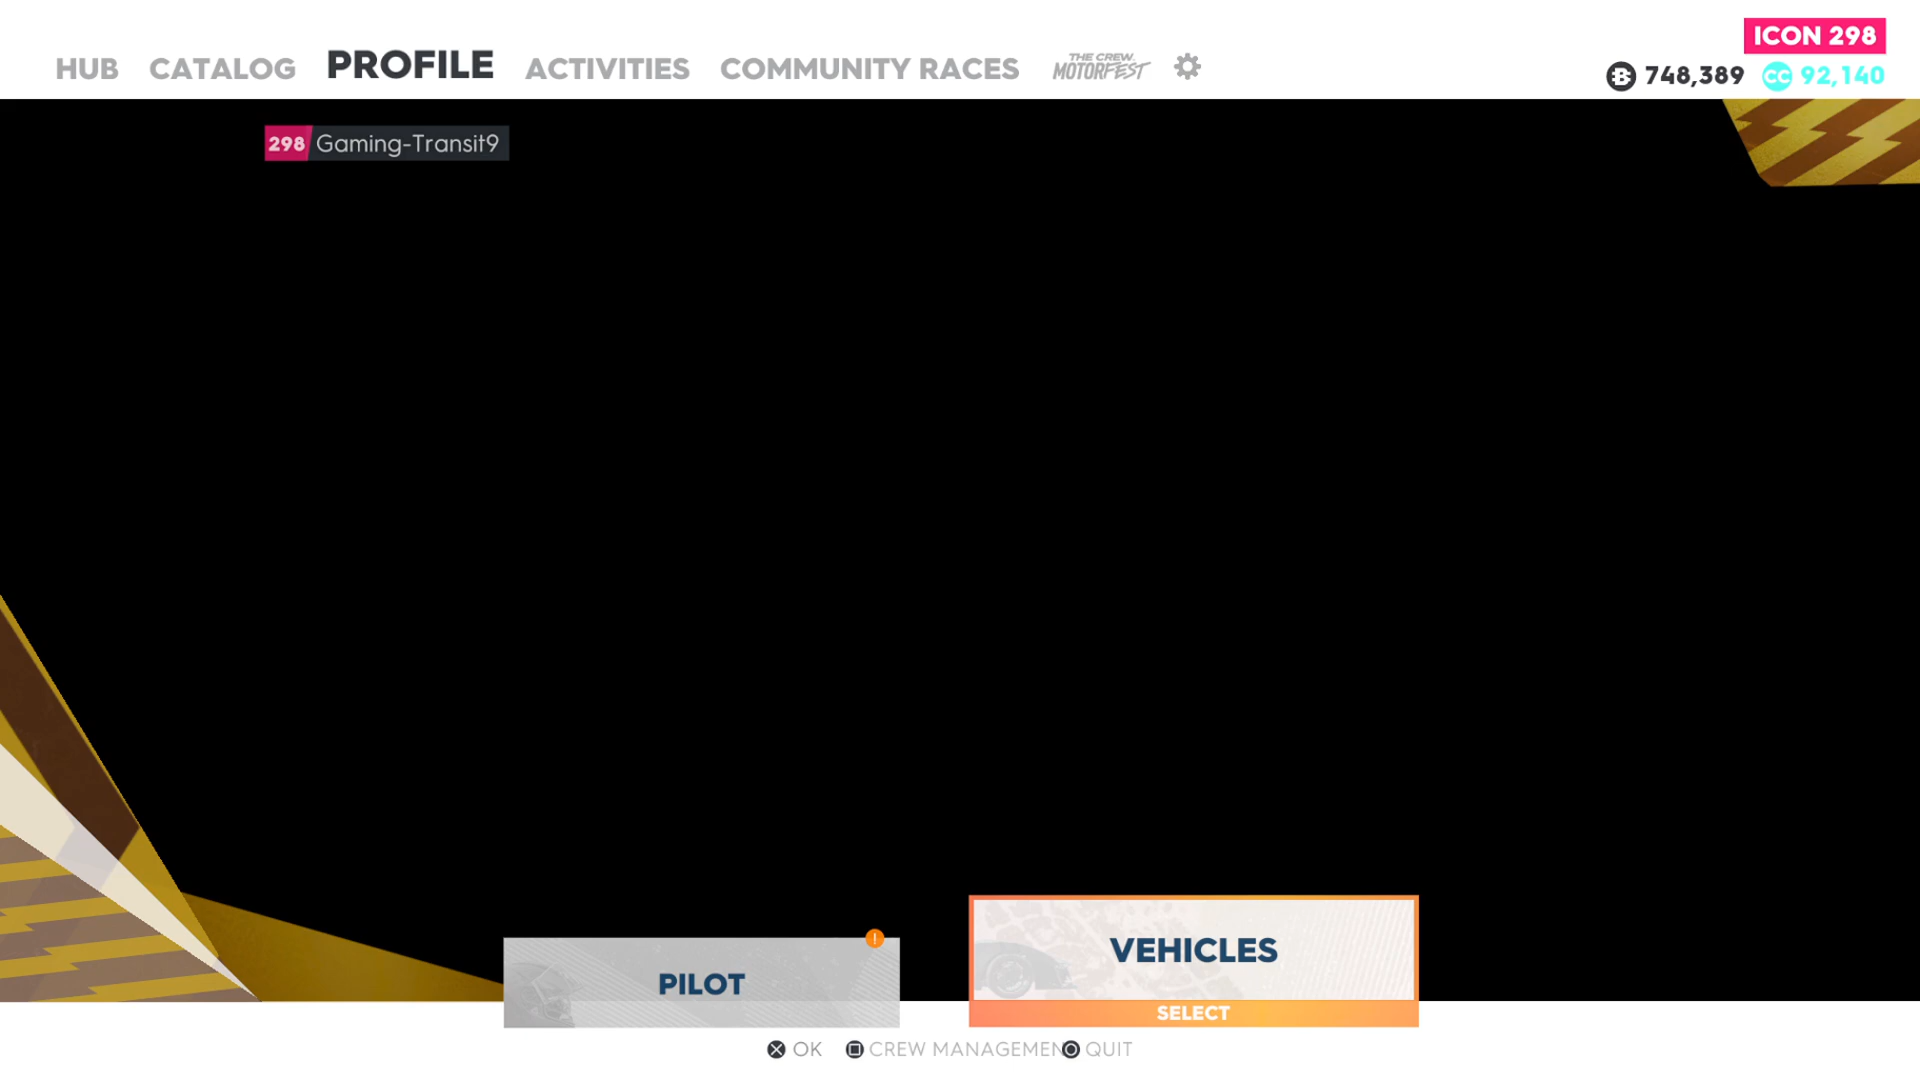 ICON 298
HUB CATALOG PROFILE ACTIVITIES COMMUNITY RACES THE CREW MOTORFEST
748,389 CC 92,140
298 Gaming-Transit9
!
VEHICLES
PILOT
SELECT
OK CREW MANAGEMEN QUIT